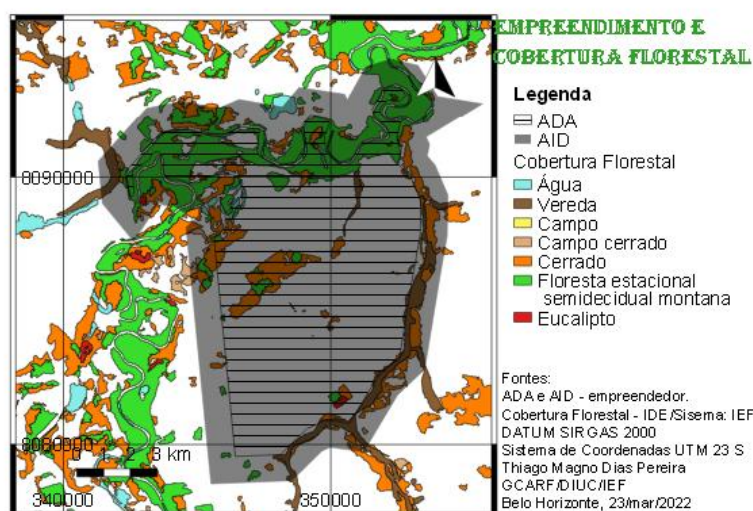 EMPREENDIMENTO E
COBERTURA FLORESTAL
Legenda
ADA
AID
Cobertura Florestal
Água
Vereda
Campo
Campo cerrado
Cerrado
Floresta estacional
semidecidual montana
Eucalipto
8090000
8080000
0 1 2 3 km
340000
350000
Fontes:
ADA e AID - empreendedor.
Cobertura Florestal - IDE/Sisema: IEF
DATUM SIRGAS 2000
Sistema de Coordenadas UTM 23 S
Thiago Magno Dias Pereira
GCARF/DIUC/IEF
Belo Horizonte, 23/mar/2022